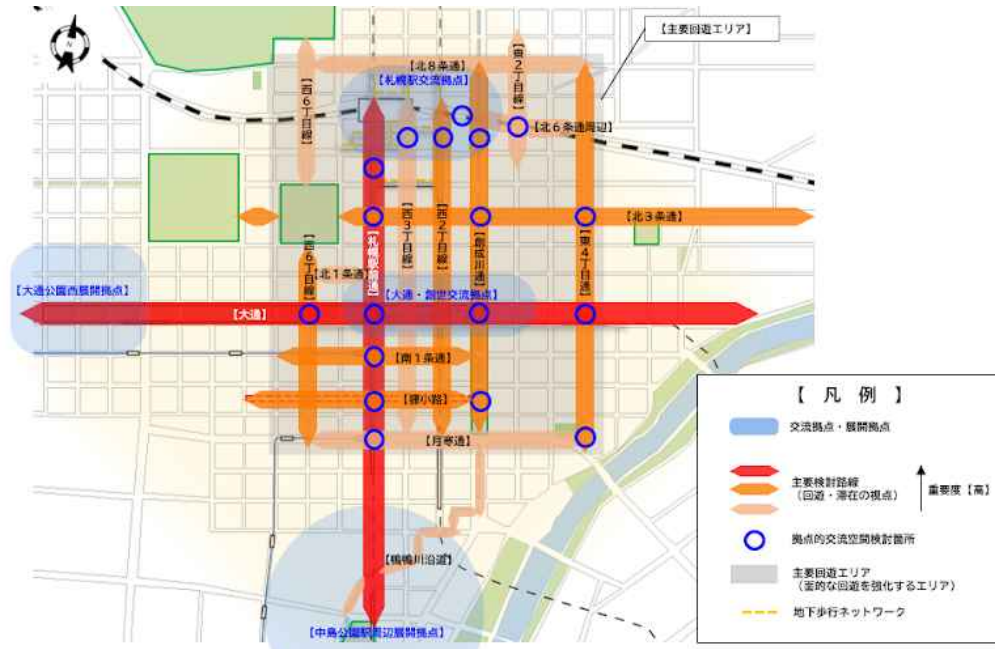 【主要回遊エリア】
N
【北8条通】
【東2丁目線】
【札幌駅交流拠点】
【西6丁目線】
【北6条通周辺】
【北3条通】
【西3丁目線】
【西2丁目線】
【創成川通】
【東4丁目通】
【札幌駅前通】
【西6丁目線】
【北1条通】
【大通公園西展開拠点】
【大通・創世交流拠点】
【大通】
【南1条通】
【狸小路】
【月寒通】
【鴨鴨川沿道】
【中島公園駅周辺展開拠点】
【 凡 例 】
交流拠点・展開拠点
主要検討路線
（回遊・滞在の視点）
重要度【高】
拠点的交流空間検討箇所
主要回遊エリア
（面的な回遊を強化するエリア）
地下歩行ネットワーク